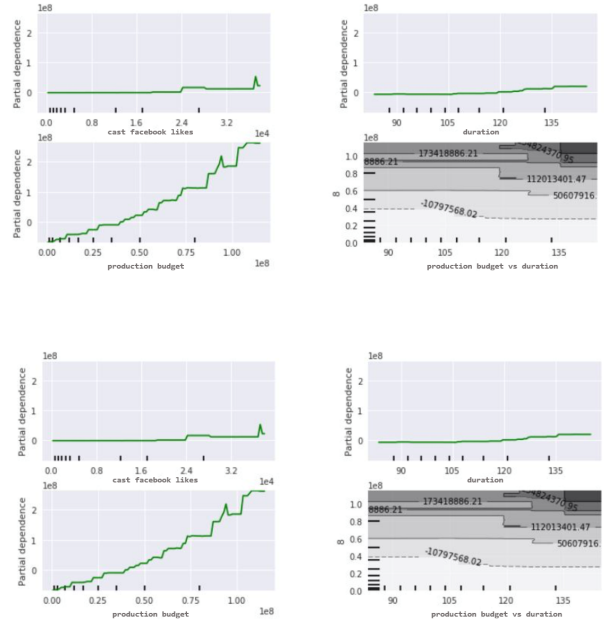 1e8
Partial dependence
2
1
0
0.0 0.8 1.6 2.4 3.2
cast facebook likes
1e4
1e8
Partial dependence
2
1
0
90 105 120 135
duration
1e8
Partial dependence
2
1
0
0.00 0.25 0.50 0.75 1.00
production budget
1e8
1e8
8
1.0
0.8
0.6
0.4
0.2
0.0
173418886.21
8886.21
4824370.95
112013401.47
50607916.
-10797568.02
90 105 120 135
production budget vs duration
1e8
Partial dependence
2
1
0
0.0 0.8 1.6 2.4 3.2
cast facebook likes
1e4
1e8
Partial dependence
2
1
0
90 105 120 135
duration
1e8
Partial dependence
2
1
0
0.00 0.25 0.50 0.75 1.00
production budget
1e8
1e8
8
1.0
0.8
0.6
0.4
0.2
0.0
173418886.21
8886.21
4824370.95
112013401.47
50607916.
-10797568.02
90 105 120 135
production budget vs duration